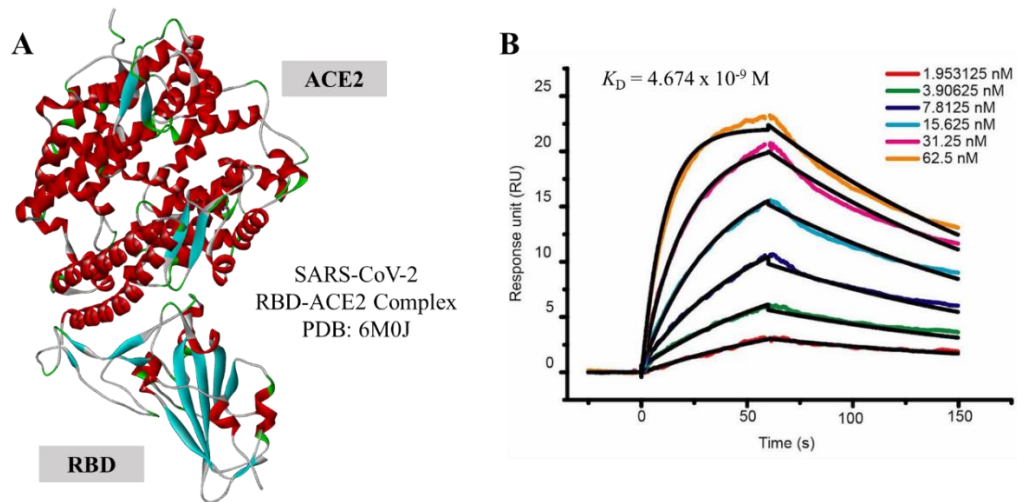 A
ACE2
SARS-CoV-2
RBD-ACE2 Complex
PDB: 6M0J
RBD
B
K_D = 4.674 x 10⁻⁹ M
1.953125 nM
3.90625 nM
7.8125 nM
15.625 nM
31.25 nM
62.5 nM
Response unit (RU)
25
20
15
10
5
0
0 50 100 150
Time (s)